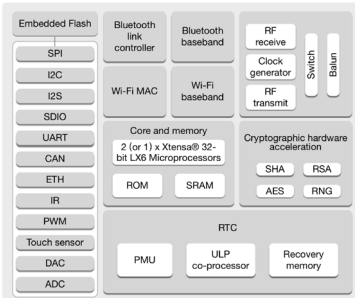 Embedded Flash
SPI
I2C
I2S
SDIO
UART
CAN
ETH
IR
PWM
Touch sensor
DAC
ADC
Bluetooth
link
controller
Bluetooth
baseband
Wi-Fi MAC
Wi-Fi
baseband
RF
receive
Clock
generator
RF
transmit
Switch
Balun
Core and memory
2 (or 1) x Xtensa® 32-
bit LX6 Microprocessors
ROM
SRAM
Cryptographic hardware
acceleration
SHA
RSA
AES
RNG
RTC
PMU
ULP
co-processor
Recovery
memory